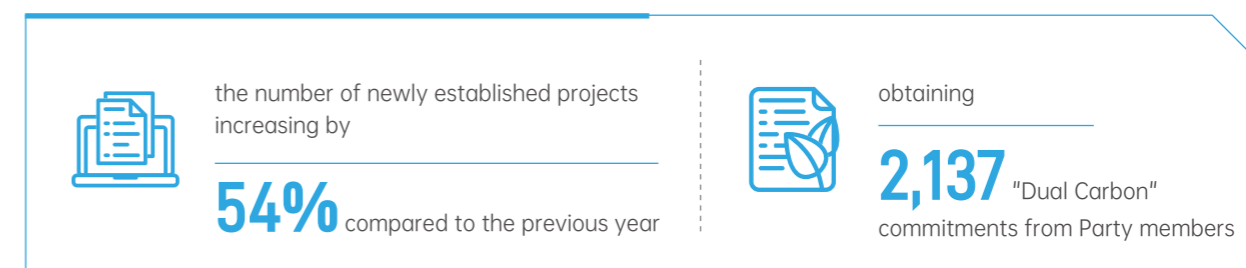 the number of newly established projects
increasing by
54% compared to the previous year
obtaining
2,137 "Dual Carbon"
commitments from Party members